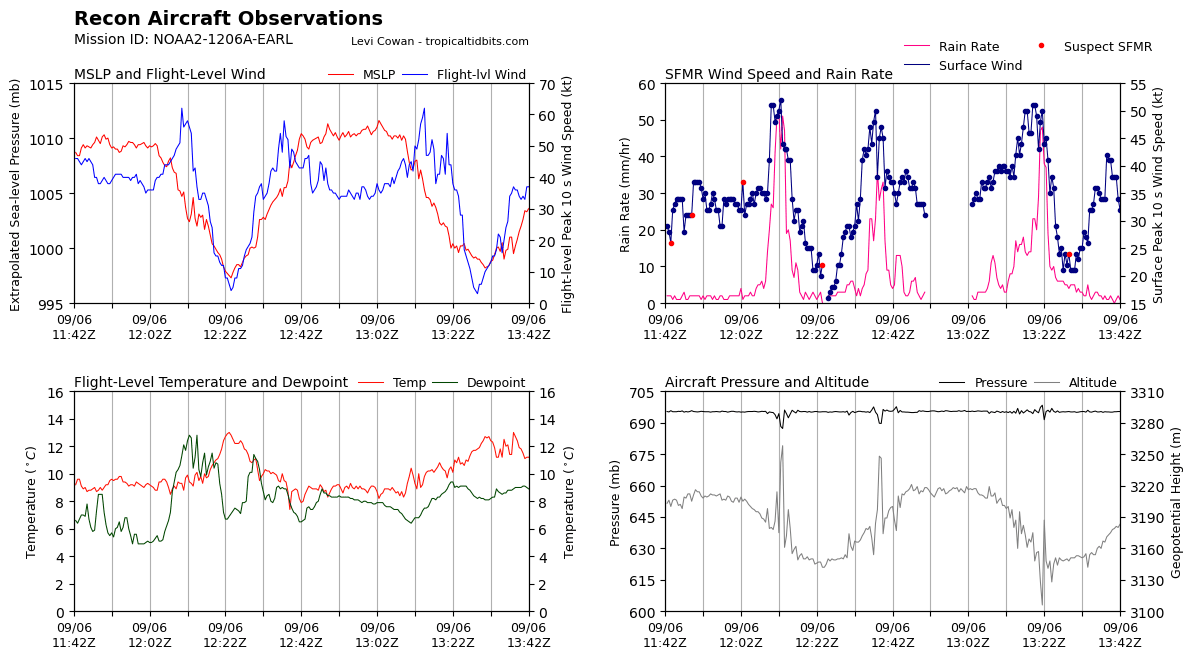 Recon Aircraft Observations
Mission ID: NOAA2-1206A-EARL
Levi Cowan - tropicaltidbits.com
MSLP and Flight-Level Wind
MSLP
Flight-lvl Wind
Extrapolated Sea-level Pressure (mb)
1015
1010
1005
1000
995
70
60
50
40
30
20
10
0
Flight-level Peak 10 s Wind Speed (kt)
09/06 09/06 09/06 09/06 09/06 09/06 09/06
11:42Z 12:02Z 12:22Z 12:42Z 13:02Z 13:22Z 13:42Z
SFMR Wind Speed and Rain Rate
Rain Rate
Suspect SFMR
Surface Wind
Rain Rate (mm/hr)
60
50
40
30
20
10
0
55
50
45
40
35
30
25
20
15
Surface Peak 10 s Wind Speed (kt)
09/06 09/06 09/06 09/06 09/06 09/06 09/06
11:42Z 12:02Z 12:22Z 12:42Z 13:02Z 13:22Z 13:42Z
Flight-Level Temperature and Dewpoint
Temp
Dewpoint
Temperature (°C)
16
14
12
10
8
6
4
2
0
16
14
12
10
8
6
4
2
0
Temperature (°C)
09/06 09/06 09/06 09/06 09/06 09/06 09/06
11:42Z 12:02Z 12:22Z 12:42Z 13:02Z 13:22Z 13:42Z
Aircraft Pressure and Altitude
Pressure
Altitude
Pressure (mb)
705
690
675
660
645
630
615
600
3310
3280
3250
3220
3190
3160
3130
3100
Geopotential Height (m)
09/06 09/06 09/06 09/06 09/06 09/06 09/06
11:42Z 12:02Z 12:22Z 12:42Z 13:02Z 13:22Z 13:42Z